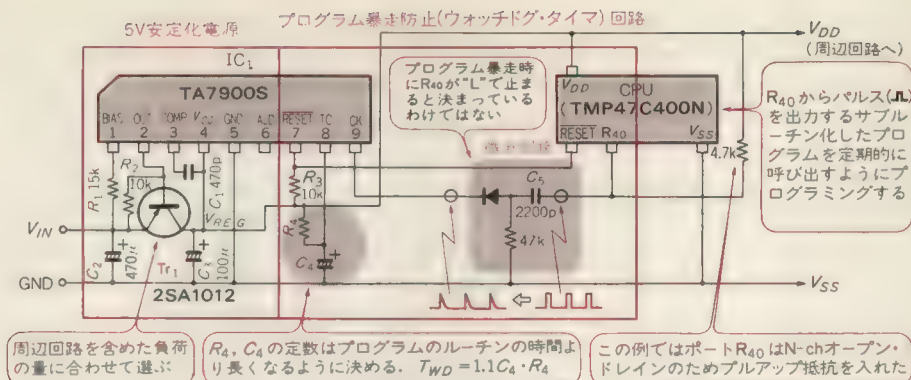 5V安定化電源
プログラム暴走防止(ウォッチドグ・タイマ)回路
IC₁
TA7900S
BIAS
OUT
COMP
V_CC
GND
RESET
TC
CK
1 2 3 4 5 6 7 8 9
プログラム暴走時
にR₄₀が"L"で止ま
ると決まっている
わけではない
V_DD
CPU
(TMP47C400N)
RESET R₄₀ V_SS
V_DD
(周辺回路へ)
R₄₀からパルス(
)
を出力するサブル
ーチン化したプロ
グラムを定期的に
呼び出すようにプ
ログラミングする
4.7k
R₁ 15k
R₂
10k
C₁ 470p
V_REG
R₃
10k
R₄
C₅
2200p
47k
V_IN
C₂
470μ
Tr₁
C₃
100μ
C₄
GND
2SA1012
V_SS
周辺回路を含めた負荷
の量に合わせて選ぶ
R₄, C₄の定数はプログラムのルーチンの時間よ
り長くなるように決める. T_WD=1.1C₄・R₄
この例ではポートR₄₀はN-chオープン・
ドレインのためプルアップ抵抗を入れた